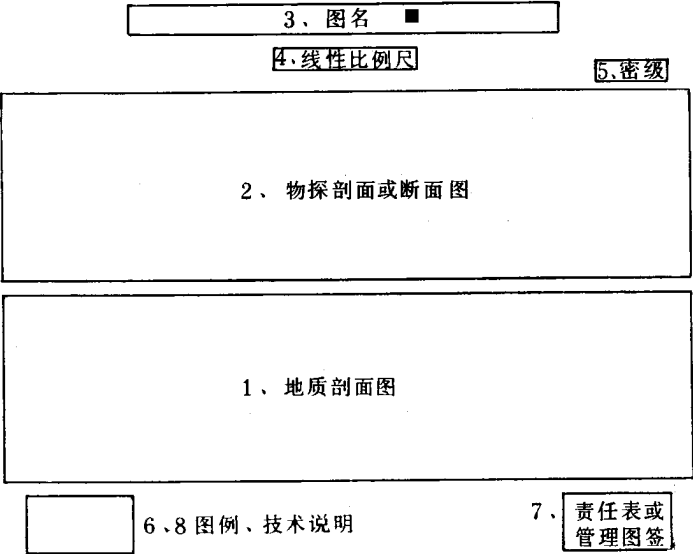 3、图名 ■
4、线性比例尺
5、密级
2、物探剖面或断面图
1、地质剖面图
6、8图例、技术说明
7、责任表或
管理图签